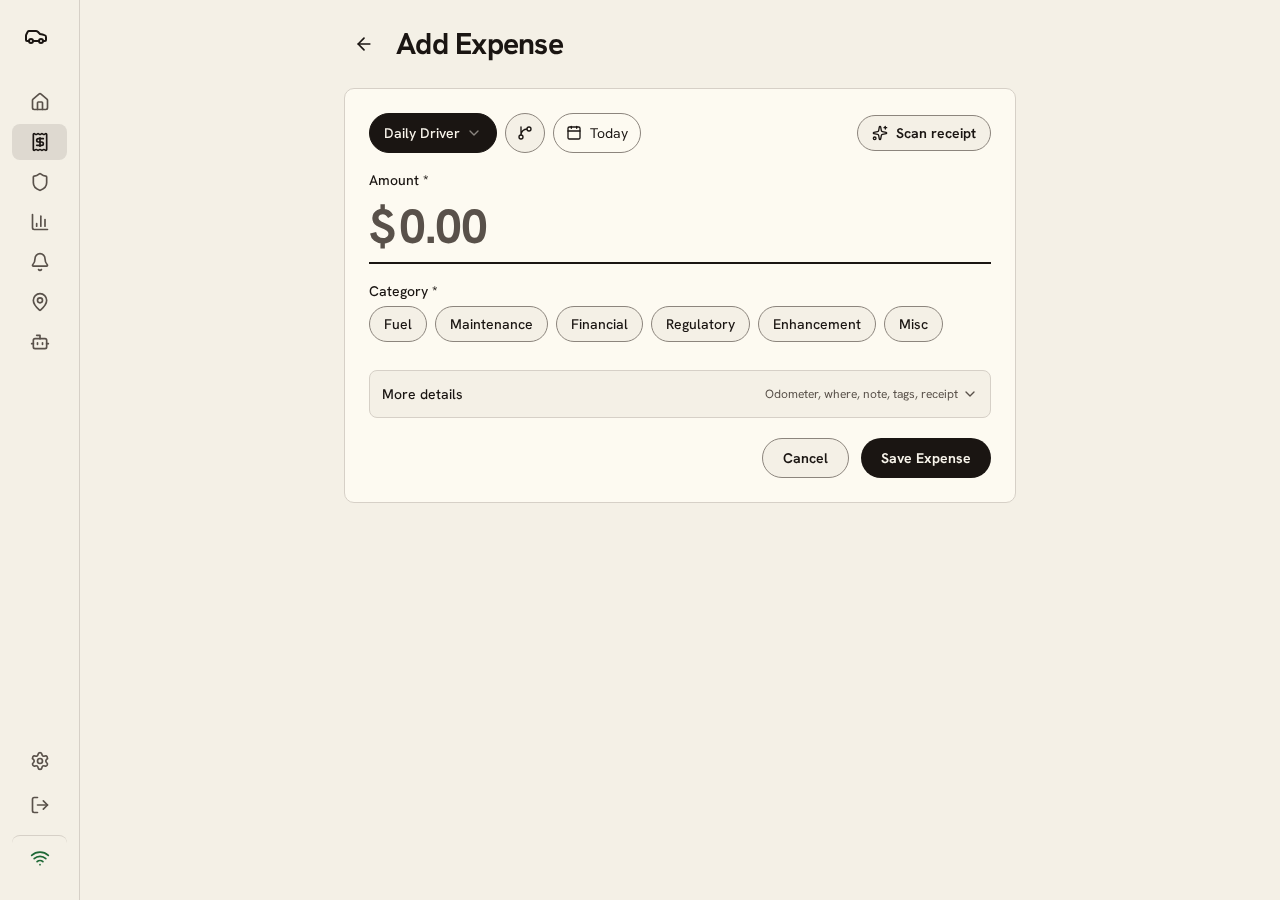 Add Expense
Daily Driver
Today
Scan receipt
Amount *
$0.00
Category *
Fuel
Maintenance
Financial
Regulatory
Enhancement
Misc
More details
Odometer, where, note, tags, receipt
Cancel
Save Expense